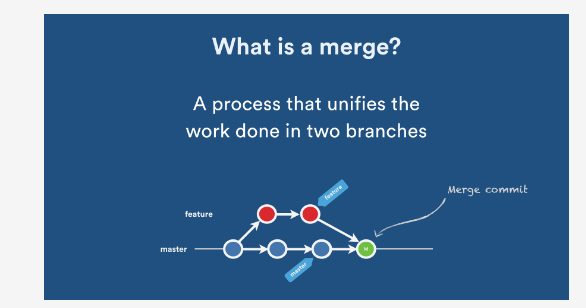 What is a merge?
A process that unifies the
work done in two branches
feature
Merge commit
feature
master
M
master